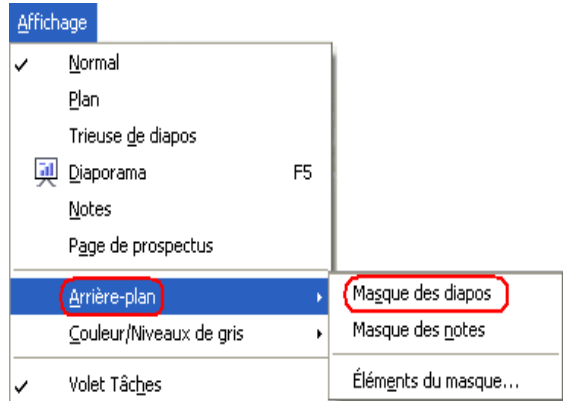 Affichage
Normal
Plan
Trieuse de diapos
Diaporama F5
Notes
Page de prospectus
Arrière-plan
Masque des diapos
Couleur/Niveaux de gris
Masque des notes
Volet Tâches
Éléments du masque...